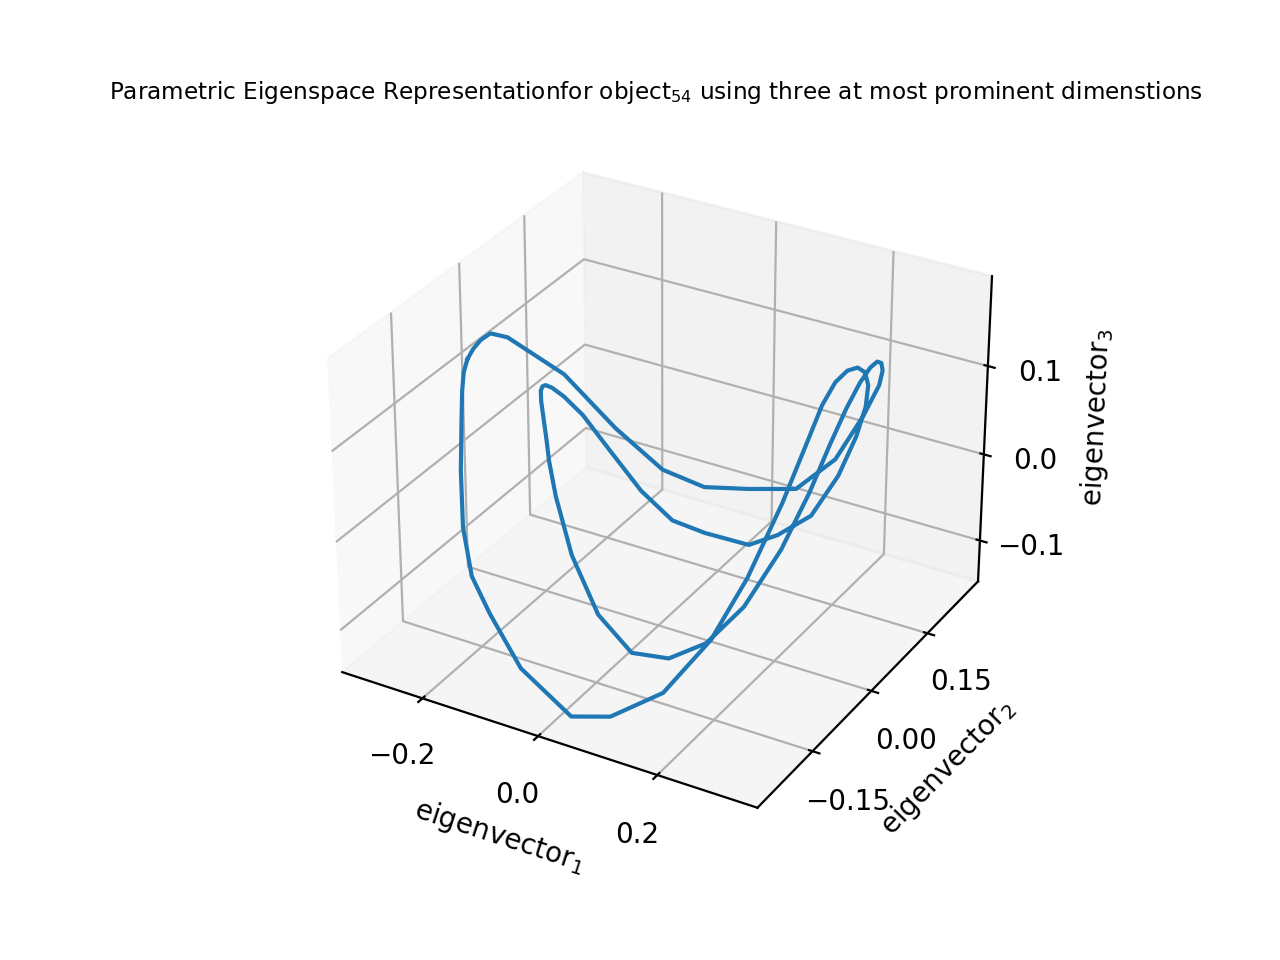 Parametric Eigenspace Representationfor object₅₄ using three at most prominent dimenstions
0.1
0.0
−0.1
eigenvector₃
0.15
0.00
−0.15
eigenvector₂
−0.2
0.0
0.2
eigenvector₁